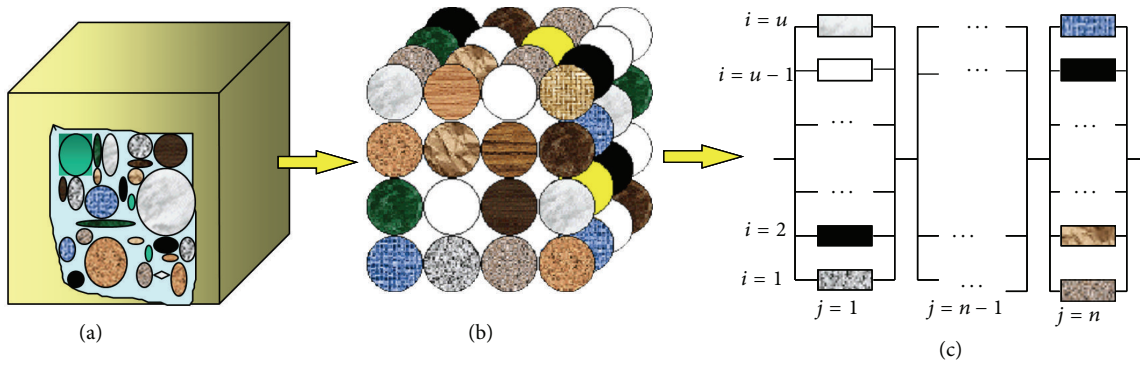 i = u
i = u − 1
...
...
i = 2
i = 1
j = 1
...
...
...
...
j = n − 1
...
...
j = n
(a)
(b)
(c)